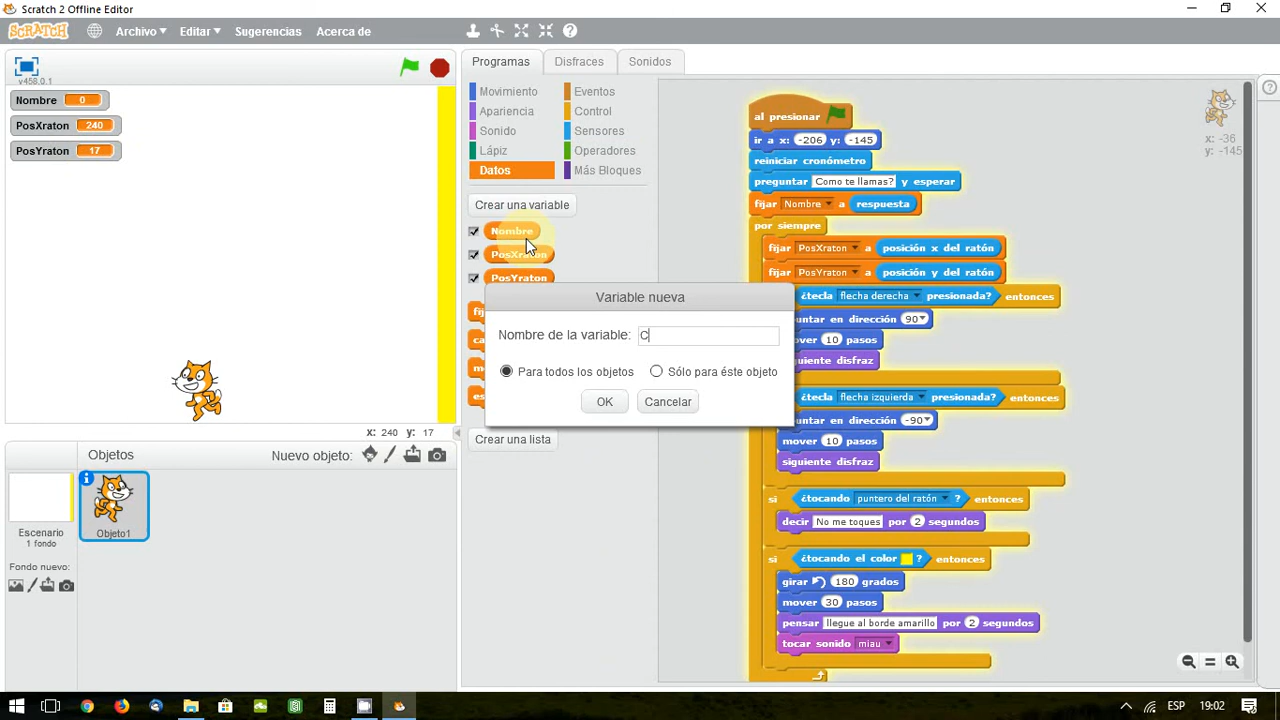 Scratch 2 Offline Editor
SCRATCH
Archivo Editar Sugerencias Acerca de
v458.0.1
Nombre 0
PosXraton 240
PosYraton 17
x: 240 y: 17
Objetos Nuevo objeto:
Escenario
1 fondo
Fondo nuevo:
Objeto1
Programas Disfraces Sonidos
Movimiento Eventos
Apariencia Control
Sonido Sensores
Lápiz Operadores
Datos Más Bloques
Crear una variable
Nombre
PosXraton
PosYraton
Crear una lista
Variable nueva
Nombre de la variable: C
Para todos los objetos Sólo para éste objeto
OK Cancelar
al presionar
ir a x: -206 y: -145
reiniciar cronómetro
preguntar Como te llamas? y esperar
fijar Nombre a respuesta
por siempre
fijar PosXraton a posición x del ratón
fijar PosYraton a posición y del ratón
¿tecla flecha derecha presionada? entonces
untar en dirección 90
over 10 pasos
uiente disfraz
¿tecla flecha izquierda presionada? entonces
apuntar en dirección -90
mover 10 pasos
siguiente disfraz
si ¿tocando puntero del ratón ? entonces
decir No me toques por 2 segundos
si ¿tocando el color ? entonces
girar 180 grados
mover 30 pasos
pensar llegue al borde amarillo por 2 segundos
tocar sonido miau
x: -36
y: -145
ESP 19:02